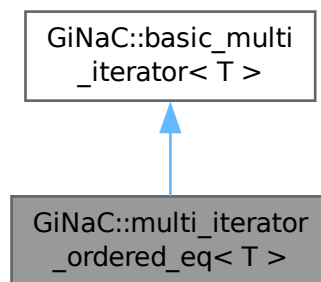 GiNaC::basic_multi
_iterator< T >
GiNaC::multi_iterator
_ordered_eq< T >